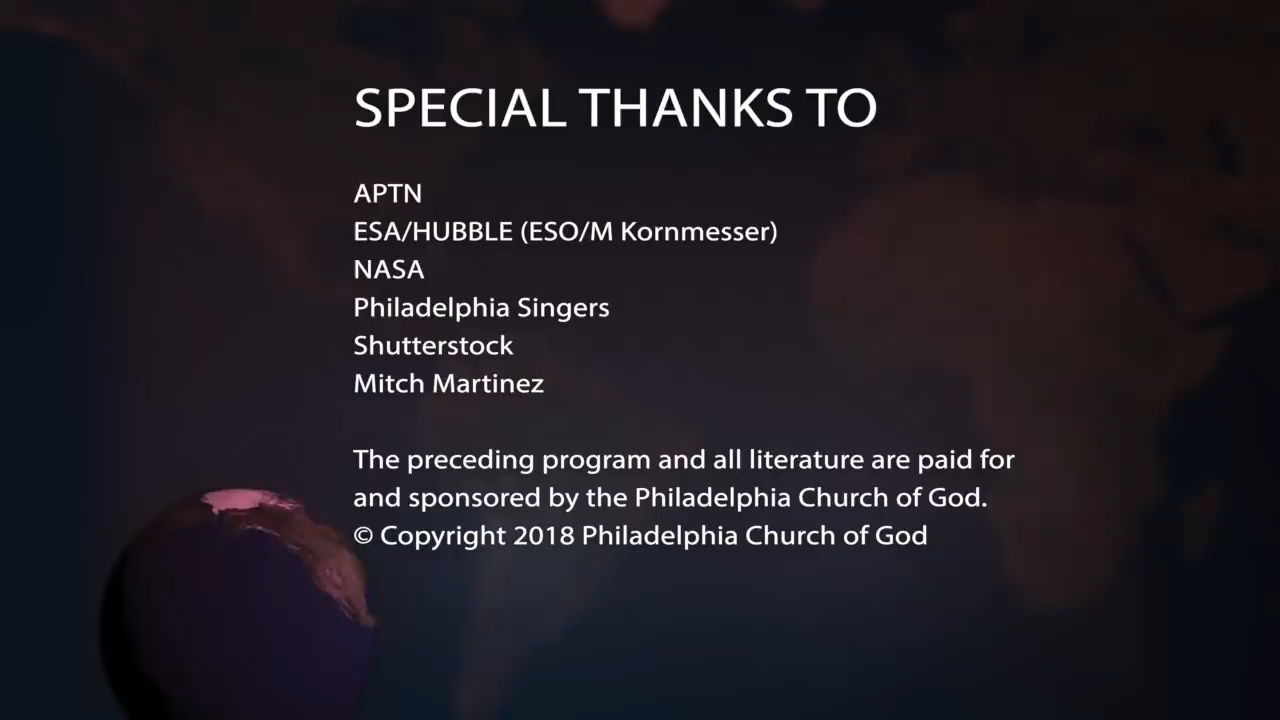 SPECIAL THANKS TO
APTN
ESA/HUBBLE (ESO/M Kornmesser)
NASA
Philadelphia Singers
Shutterstock
Mitch Martinez
The preceding program and all literature are paid for
and sponsored by the Philadelphia Church of God.
© Copyright 2018 Philadelphia Church of God